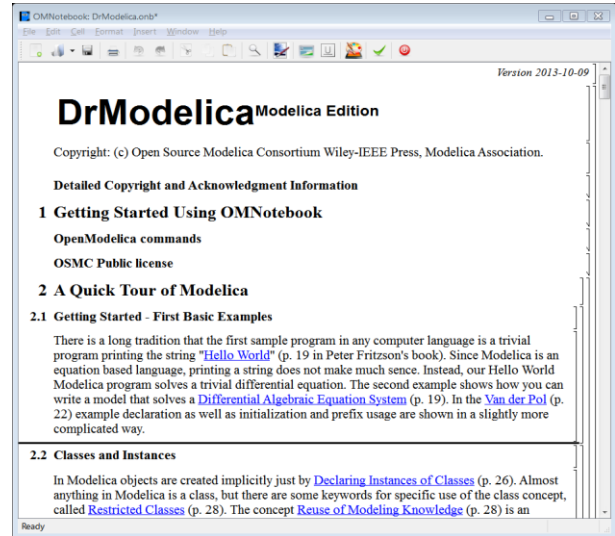 OMNotebook: DrModelica.onb*
File Edit Cell Format Insert Window Help
Version 2013-10-09
DrModelica Modelica Edition
Copyright: (c) Open Source Modelica Consortium Wiley-IEEE Press, Modelica Association.
Detailed Copyright and Acknowledgment Information
1 Getting Started Using OMNotebook
OpenModelica commands
OSMC Public license
2 A Quick Tour of Modelica
2.1 Getting Started - First Basic Examples
There is a long tradition that the first sample program in any computer language is a trivial
program printing the string "Hello World" (p. 19 in Peter Fritzson's book). Since Modelica is an
equation based language, printing a string does not make much sence. Instead, our Hello World
Modelica program solves a trivial differential equation. The second example shows how you can
write a model that solves a Differential Algebraic Equation System (p. 19). In the Van der Pol (p.
22) example declaration as well as initialization and prefix usage are shown in a slightly more
complicated way.
2.2 Classes and Instances
In Modelica objects are created implicitly just by Declaring Instances of Classes (p. 26). Almost
anything in Modelica is a class, but there are some keywords for specific use of the class concept,
called Restricted Classes (p. 28). The concept Reuse of Modeling Knowledge (p. 28) is an
Ready